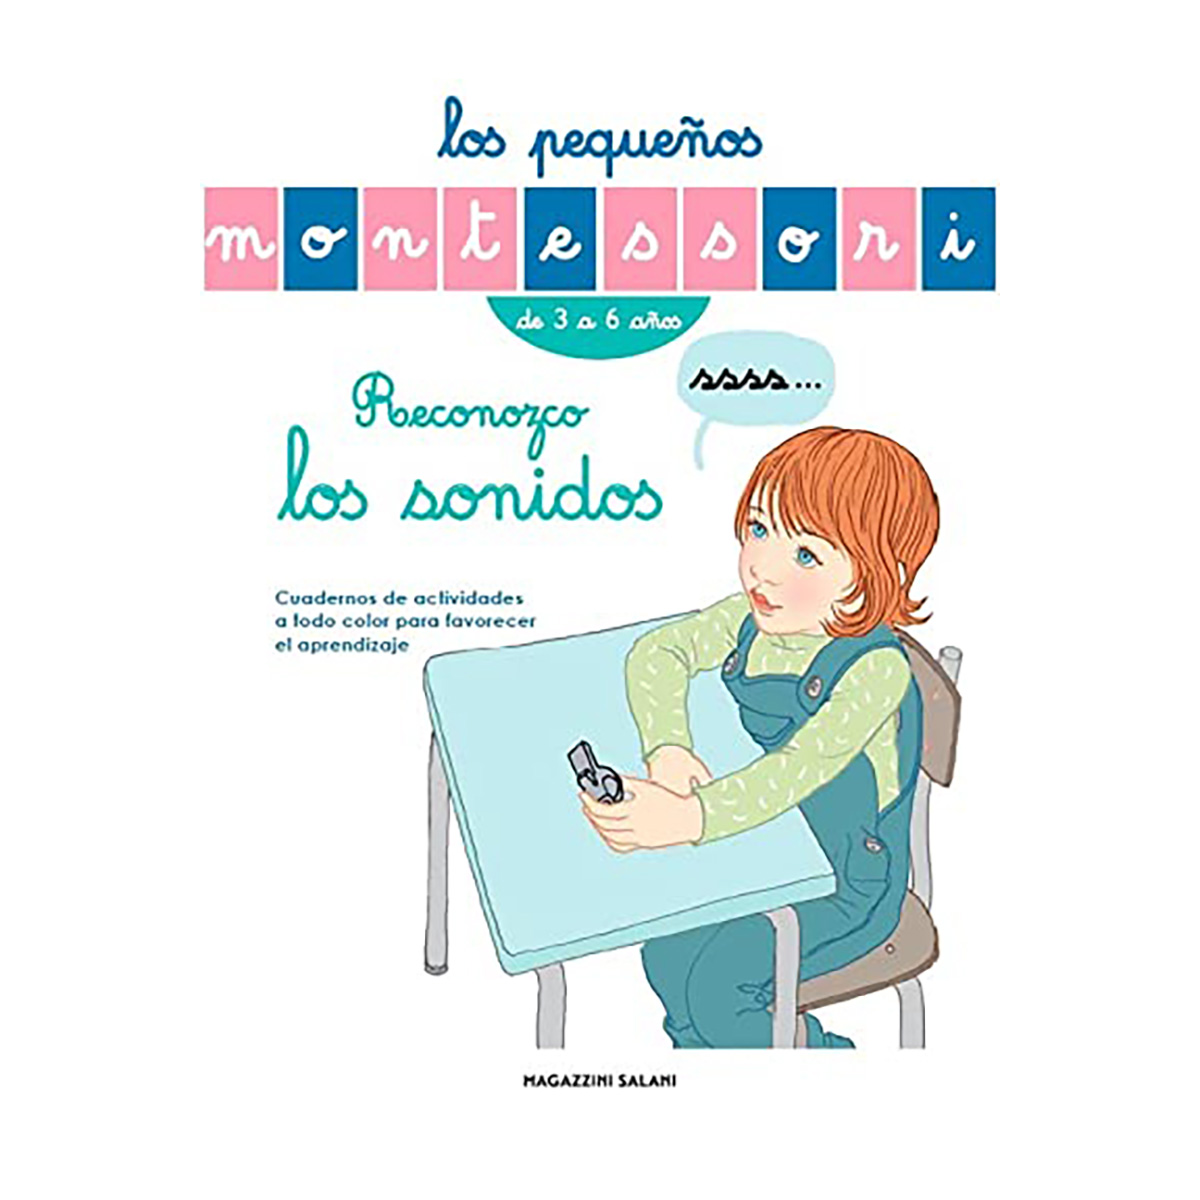 los pequeños
montessori
de 3 a 6 años
ssss...
Reconozco
los sonidos
Cuadernos de actividades
a todo color para favorecer
el aprendizaje
MAGAZZINI SALANI